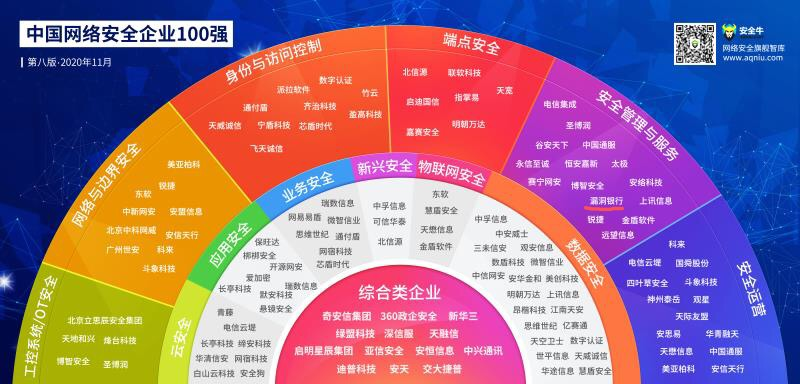 中国网络安全企业100强
第八版·2020年11月
安全牛
网络安全旗舰智库
www.aqniu.com
工控系统/OT安全
北京立思辰安全集团
天地和兴 烽台科技
博智安全 圣博润
网络与边界安全
美亚柏科
锐捷
东软
中新网安 安盟信息
北京中科网威 安信天行
广州世安 科来
斗象科技
身份与访问控制
数字认证
派拉软件 竹云
通付盾 齐治科技
盈高科技
天威诚信 宁盾科技 芯盾时代
飞天诚信
端点安全
北信源 联软科技
天宽
启迪国信 指掌易
明朝万达
嘉赛安全
安全管理与服务
电信集成
圣博润
谷安天下 中国通服
永信至诚 恒安嘉新 太极
赛宁网安 博智安全 安络科技
漏洞银行 上讯信息
锐捷 金盾软件
远望信息
安全运营
科来
电信云堤 国舜股份
四叶草安全 斗象科技
神州泰岳 观星
天际友盟
安思易 华青融天
天懋信息 中国通服
美亚柏科 安信天行
云安全
青藤
电信云堤
长亭科技 缔安科技
华清信安 网宿科技
白山云科技 安全狗
应用安全
保旺达
梆梆安全
开源网安
爱加密
长亭科技 默安科技
悬镜安全
瑞数信息
业务安全
瑞数信息
网易易盾 微智信业
思维世纪 通付盾
网宿科技
芯盾时代
新兴安全
中孚信息
可信华泰
北信源
物联网安全
东软
慧盾安全
天懋信息
金盾软件
数据安全
中孚信息
中安威士
三未信安 观安信息
数盾科技 微智信业
中信网安 安华金和 美创科技
明朝万达 上讯信息
昂楷科技 江南天安
思维世纪 亿赛通
天空卫士 数字认证
世平信息 天威诚信
华途信息 慧盾安全
综合类企业
奇安信集团 360政企安全 新华三
绿盟科技 深信服 天融信
启明星辰集团 亚信安全 安恒信息 中兴通讯
迪普科技 安天 交大捷普